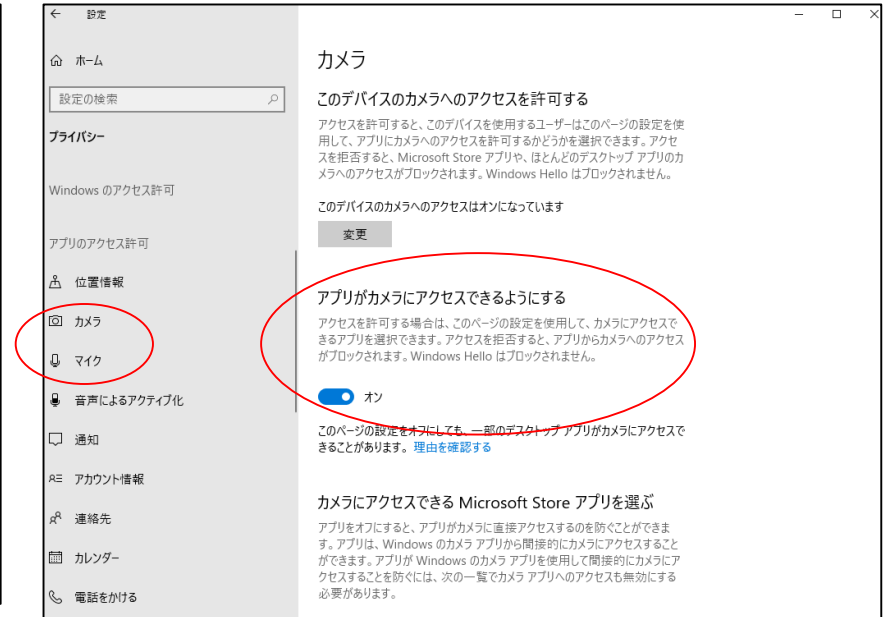 設定
ホーム
設定の検索
プライバシー
Windows のアクセス許可
アプリのアクセス許可
位置情報
カメラ
マイク
音声によるアクティブ化
通知
アカウント情報
連絡先
カレンダー
電話をかける
カメラ
このデバイスのカメラへのアクセスを許可する
アクセスを許可すると、このデバイスを使用するユーザーはこのページの設定を使
用して、アプリにカメラへのアクセスを許可するかどうかを選択できます。アクセ
スを拒否すると、Microsoft Store アプリや、ほとんどのデスクトップ アプリのカ
メラへのアクセスがブロックされます。Windows Hello はブロックされません。
このデバイスのカメラへのアクセスはオンになっています
変更
アプリがカメラにアクセスできるようにする
アクセスを許可する場合は、このページの設定を使用して、カメラにアクセスで
きるアプリを選択できます。アクセスを拒否すると、アプリからカメラへのアクセス
がブロックされます。Windows Hello はブロックされません。
オン
このページの設定をオフにしても、一部のデスクトップ アプリがカメラにアクセスで
きることがあります。 理由を確認する
カメラにアクセスできる Microsoft Store アプリを選ぶ
アプリをオフにすると、アプリがカメラに直接アクセスするのを防ぐことができま
す。アプリは、Windows のカメラ アプリから間接的にカメラにアクセスすること
ができます。アプリが Windows のカメラ アプリを使用して間接的にカメラにア
クセスすることを防ぐには、次の一覧でカメラ アプリへのアクセスも無効にする
必要があります。